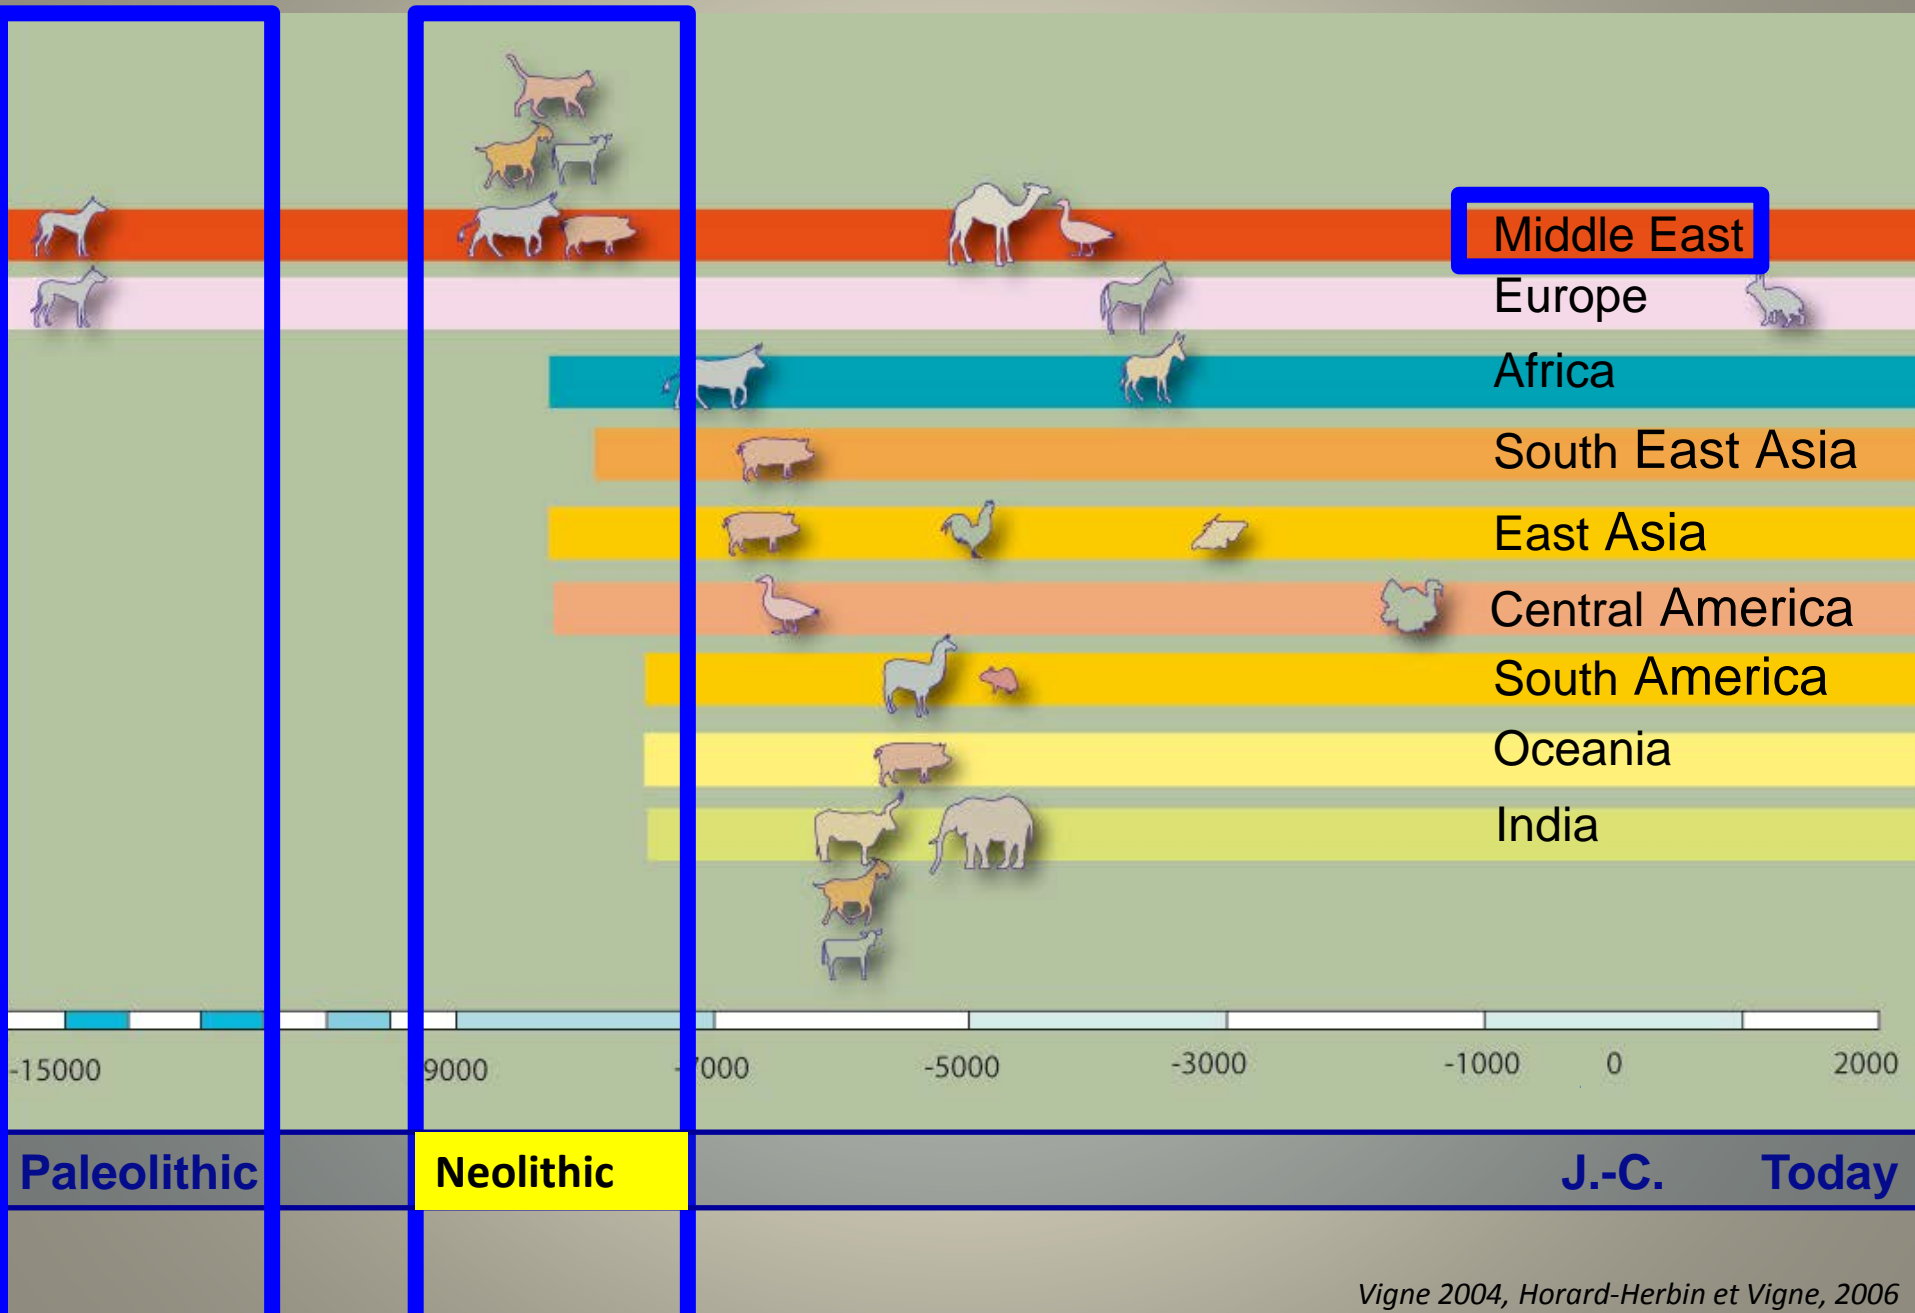 Middle East
Europe
Africa
South East Asia
East Asia
Central America
South America
Oceania
India
-15000 9000 -7000 -5000 -3000 -1000 0 2000
Paleolithic Neolithic J.-C. Today
Vigne 2004, Horard-Herbin et Vigne, 2006